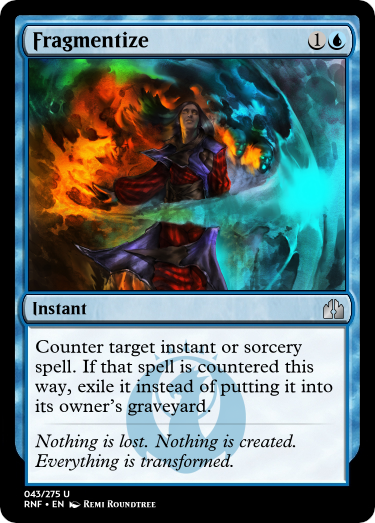 Fragmentize 1
Instant
Counter target instant or sorcery
spell. If that spell is countered this
way, exile it instead of putting it into
its owner's graveyard.
Nothing is lost. Nothing is created.
Everything is transformed.
043/275 U
RNF • EN Remi Roundtree